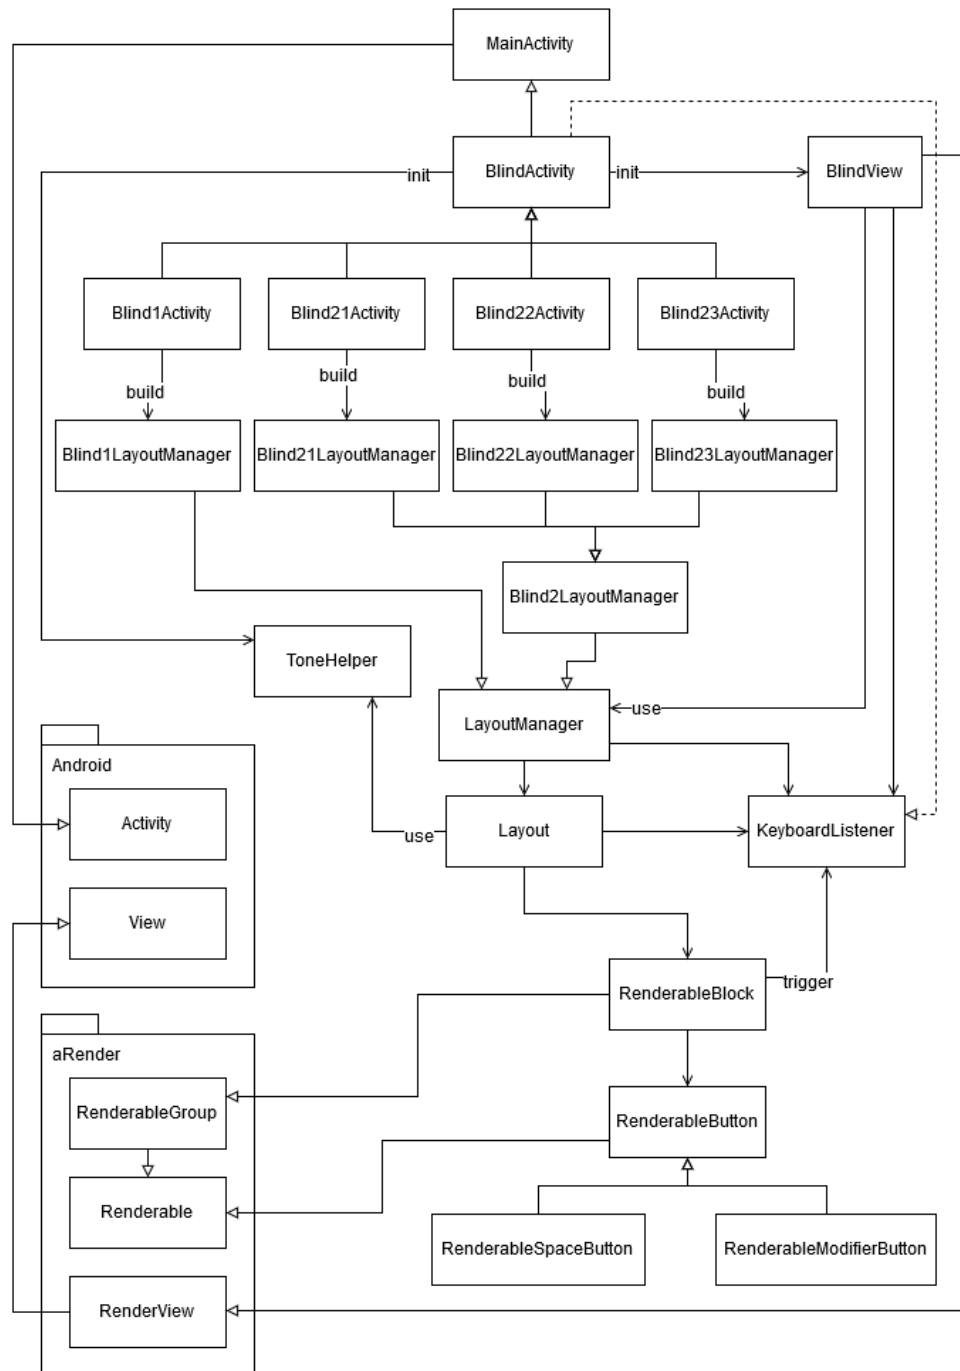 MainActivity
init
BlindActivity
init
BlindView
Blind1Activity
Blind21Activity
Blind22Activity
Blind23Activity
build
build
build
build
Blind1LayoutManager
Blind21LayoutManager
Blind22LayoutManager
Blind23LayoutManager
Blind2LayoutManager
ToneHelper
LayoutManager
use
Android
Activity
use
Layout
KeyboardListener
View
RenderableBlock
trigger
aRender
RenderableGroup
RenderableButton
Renderable
RenderableSpaceButton
RenderableModifierButton
RenderView